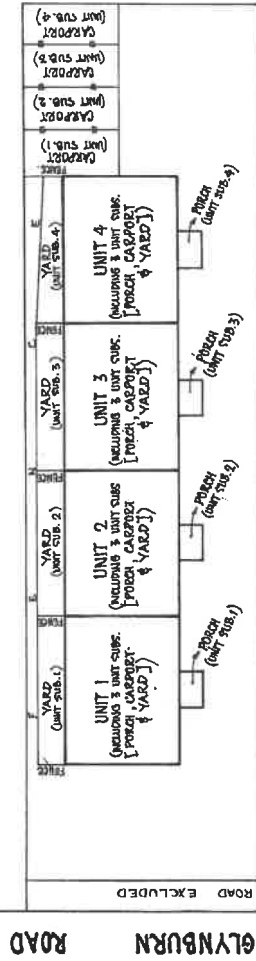 CARPORT
(UNIT SUB. 1)
CARPORT
(UNIT SUB. 2)
CARPORT
(UNIT SUB. 3)
CARPORT
(UNIT SUB. 4)
F E N C E
FENCE
FENCE
FENCE
FENCE
FENCE
YARD
(UNIT SUB. 1)
YARD
(UNIT SUB. 2)
YARD
(UNIT SUB. 3)
YARD
(UNIT SUB. 4)
UNIT 1
(INCLUDING 3 UNIT SUBS.
[PORCH, CARPORT
& YARD])
UNIT 2
(INCLUDING 3 UNIT SUBS
[PORCH, CARPORT
& YARD])
UNIT 3
(INCLUDING 3 UNIT SUBS.
[PORCH, CARPORT
& YARD])
UNIT 4
(INCLUDING 3 UNIT SUBS.
[PORCH, CARPORT
& YARD])
PORCH
(UNIT SUB. 1)
PORCH
(UNIT SUB. 2)
PORCH
(UNIT SUB. 3)
PORCH
(UNIT SUB. 4)
ROAD EXCLUDED
GLYNBURN ROAD